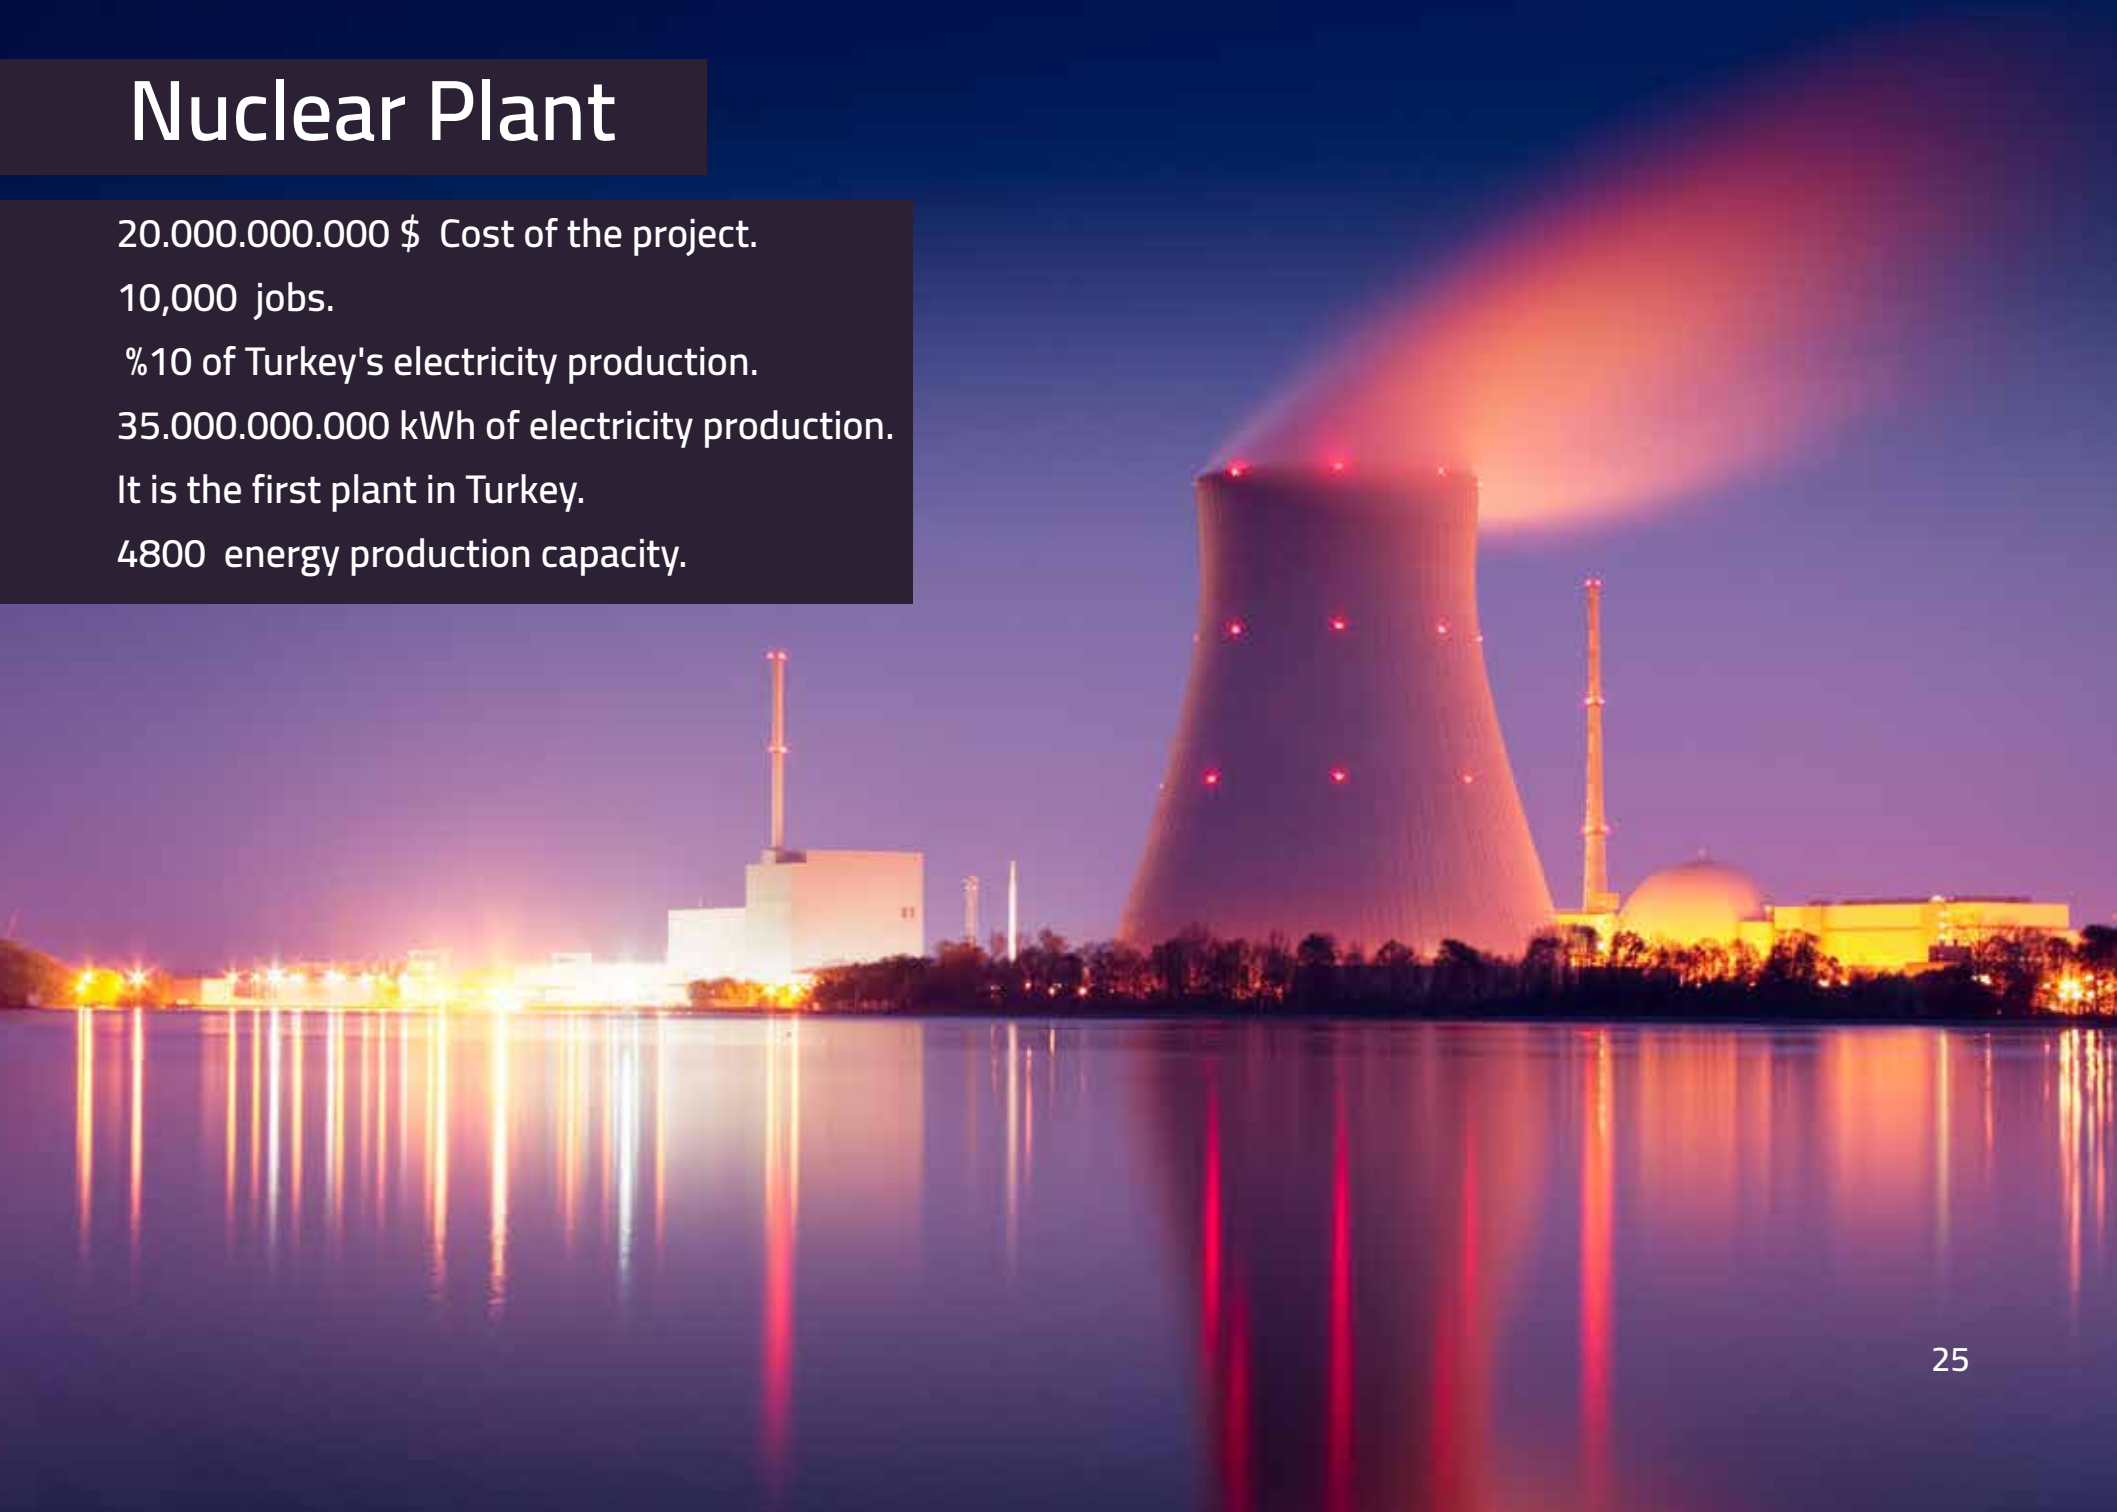 Nuclear Plant
20.000.000.000 $ Cost of the project.
10,000 jobs.
%10 of Turkey's electricity production.
35.000.000.000 kWh of electricity production.
It is the first plant in Turkey.
4800 energy production capacity.
25